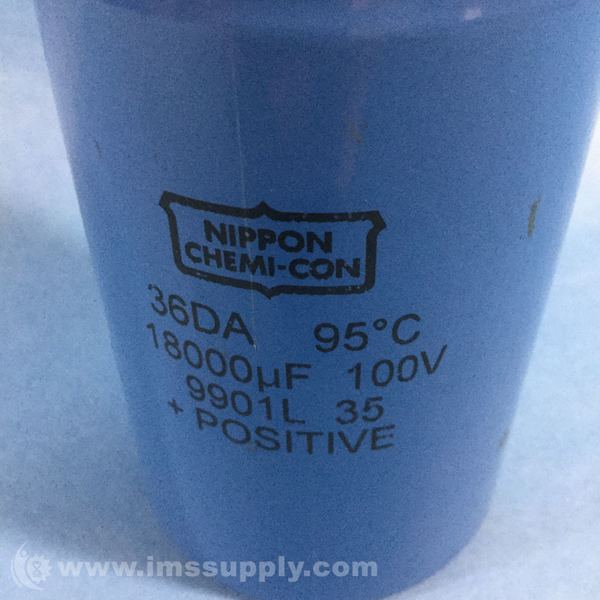 NIPPON
CHEMI-CON
36DA 95°C
18000µF 100V
9901L 35
+ POSITIVE
www.imssupply.com